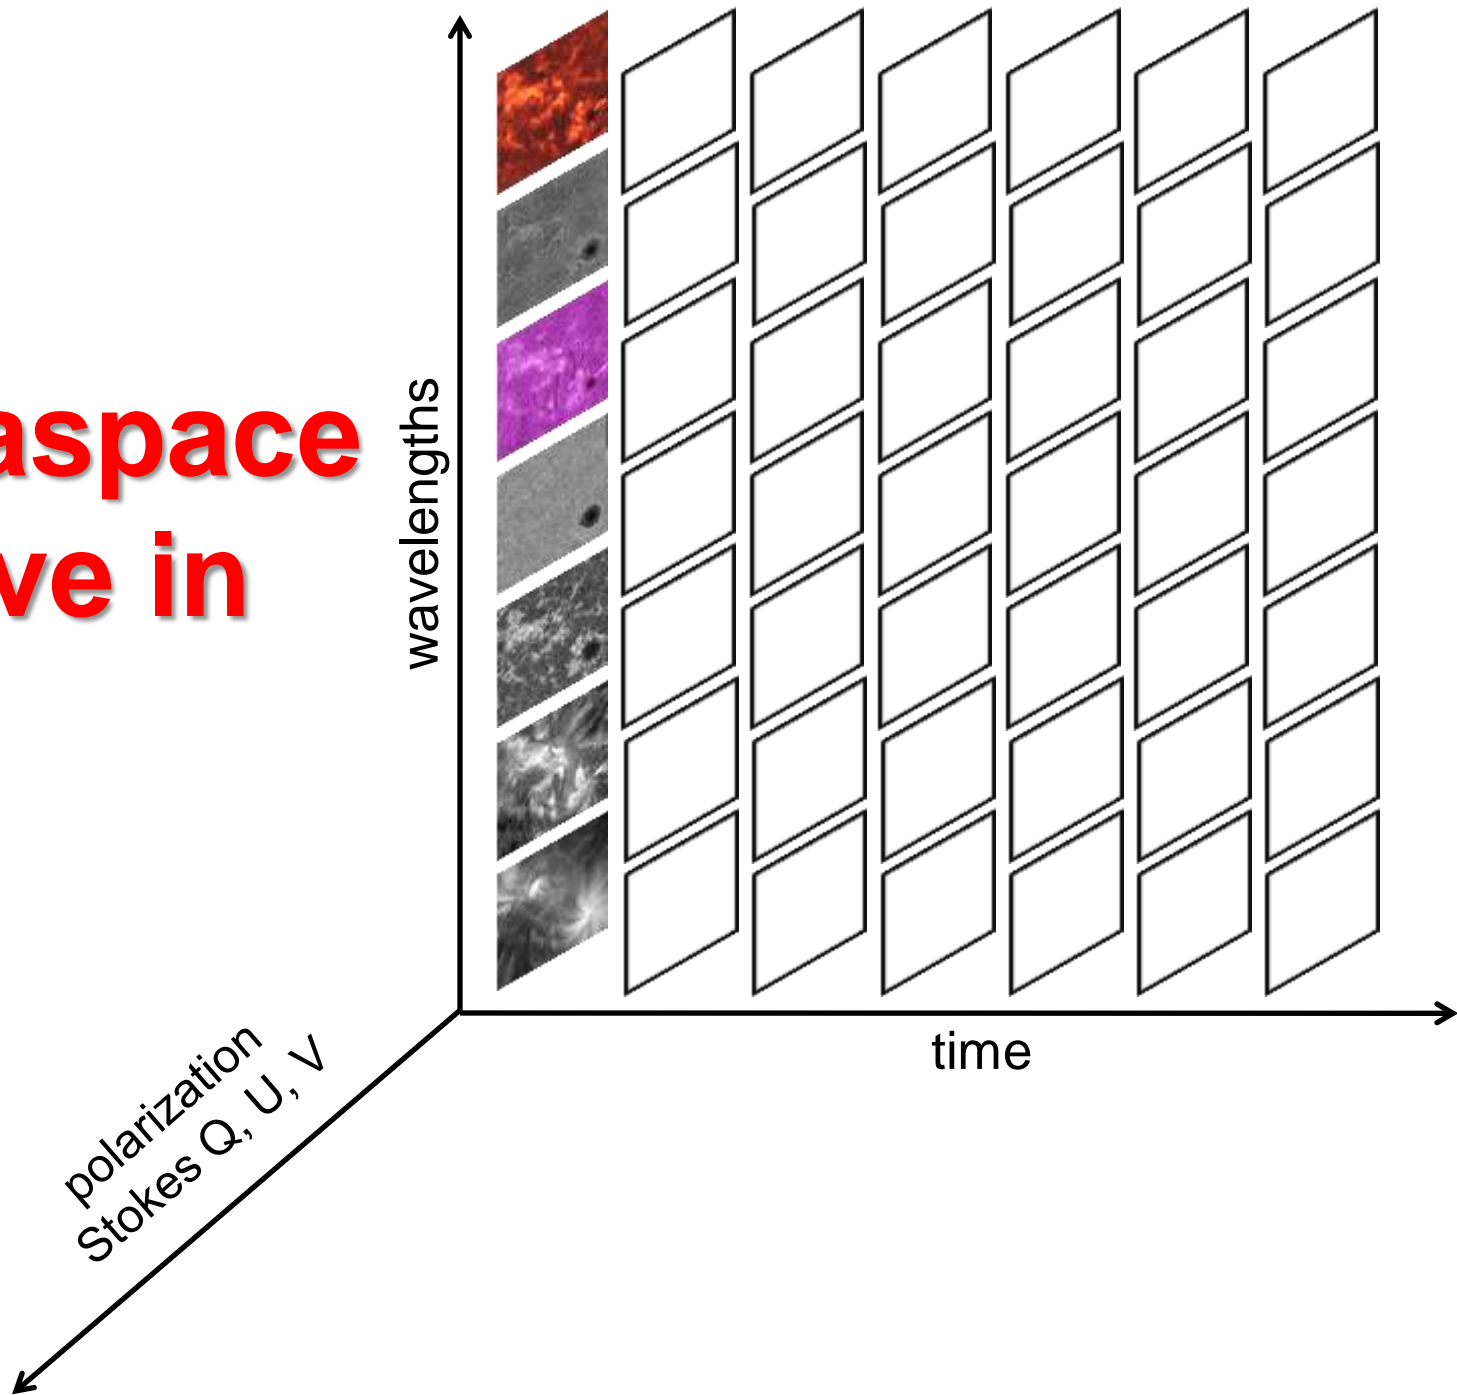 aspace
ve in
wavelengths
time
polarization
Stokes Q, U, V